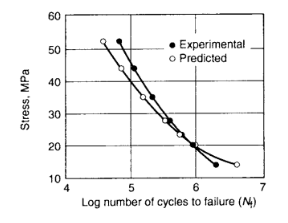 60
50
40
30
20
10
Stress, MPa
● Experimental
○ Predicted
4
5
6
7
Log number of cycles to failure (Nf)